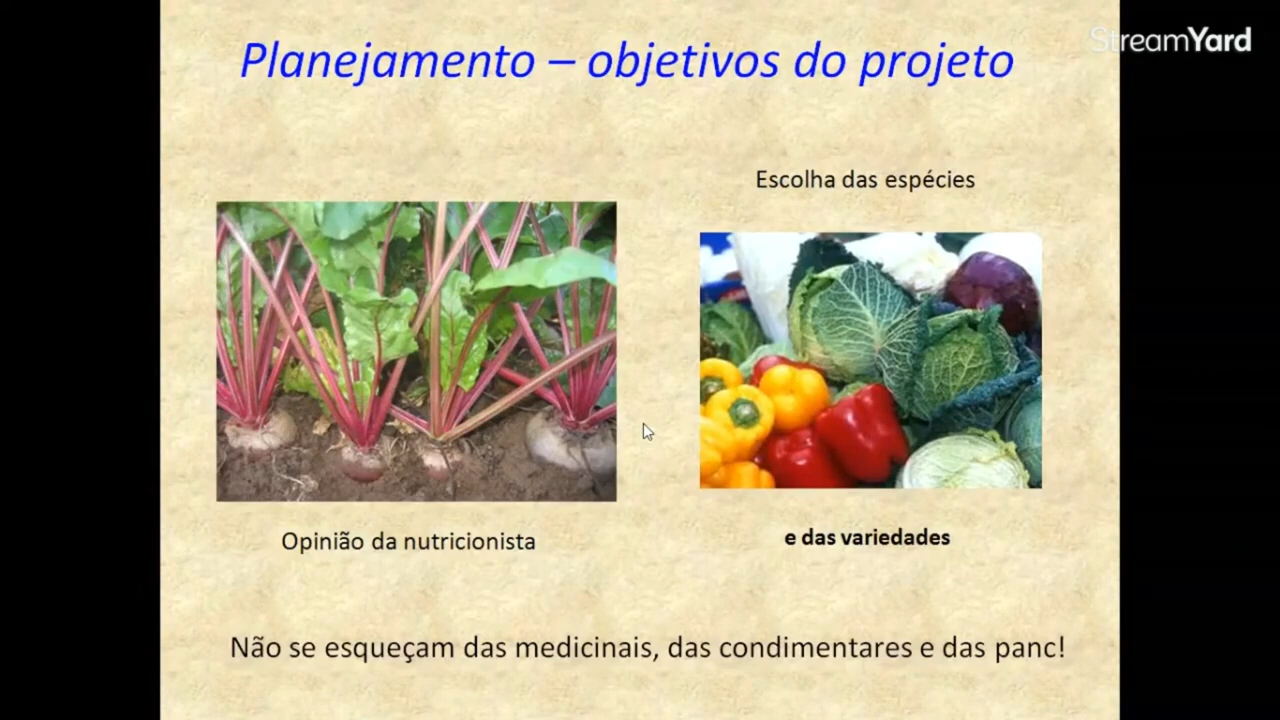 StreamYard
Planejamento – objetivos do projeto
Escolha das espécies
Opinião da nutricionista
e das variedades
Não se esqueçam das medicinais, das condimentares e das panc!